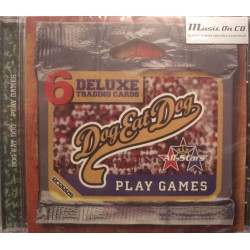 Music On CD
6 DELUXE
TRADING CARDS
Dog Eat Dog
All-Stars
PLAY GAMES
DOG EAT DOG - PLAY GAMES